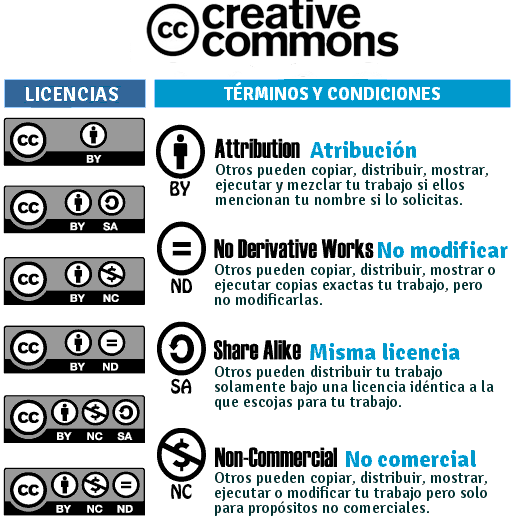 cc creative
commons
LICENCIAS
TÉRMINOS Y CONDICIONES
cc
BY
cc
BY SA
cc
BY NC
cc
BY ND
cc
BY NC SA
cc
BY NC ND
BY
Attribution Atribución
Otros pueden copiar, distribuir, mostrar,
ejecutar y mezclar tu trabajo si ellos
mencionan tu nombre si lo solicitas.
ND
No Derivative Works No modificar
Otros pueden copiar, distribuir, mostrar o
ejecutar copias exactas tu trabajo, pero
no modificarlas.
SA
Share Alike Misma licencia
Otros pueden distribuir tu trabajo
solamente bajo una licencia idéntica a la
que escojas para tu trabajo.
NC
Non-Commercial No comercial
Otros pueden copiar, distribuir, mostrar,
ejecutar o modificar tu trabajo pero solo
para propósitos no comerciales.